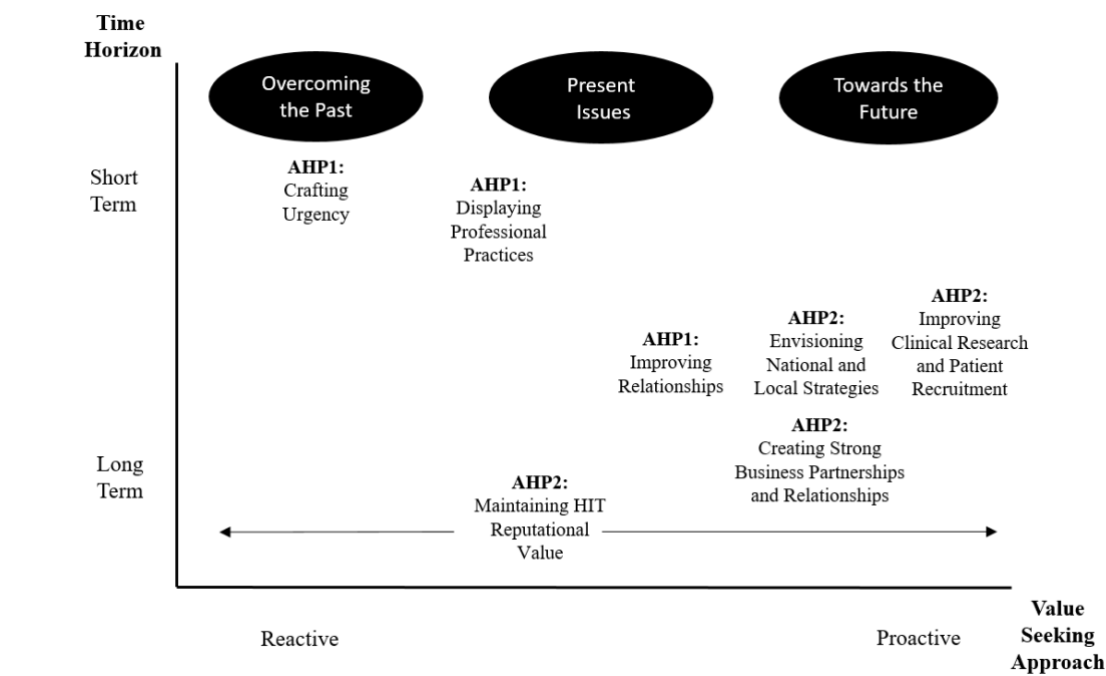 Time
Horizon
Overcoming
the Past
Present
Issues
Towards the
Future
Short
Term
AHP1:
Crafting
Urgency
AHP1:
Displaying
Professional
Practices
AHP1:
Improving
Relationships
AHP2:
Envisioning
National and
Local Strategies
AHP2:
Improving
Clinical Research
and Patient
Recruitment
AHP2:
Creating Strong
Business Partnerships
and Relationships
Long
Term
AHP2:
Maintaining HIT
Reputational
Value
Reactive
Proactive
Value
Seeking
Approach